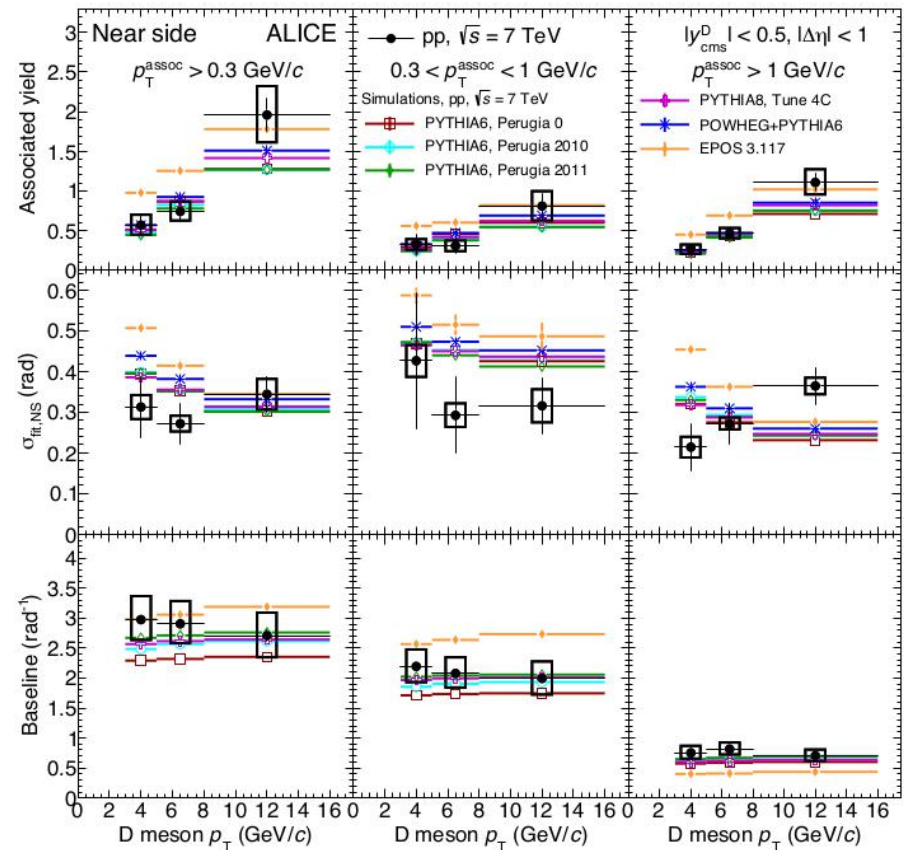 Near side ALICE
p_T^assoc > 0.3 GeV/c
pp, √s = 7 TeV
0.3 < p_T^assoc < 1 GeV/c
|y_cms^D| < 0.5, |Δη| < 1
p_T^assoc > 1 GeV/c
Simulations, pp, √s = 7 TeV
PYTHIA6, Perugia 0
PYTHIA6, Perugia 2010
PYTHIA6, Perugia 2011
PYTHIA8, Tune 4C
POWHEG+PYTHIA6
EPOS 3.117
Associated yield
3
2.5
2
1.5
1
0.5
0
σ_fit,NS (rad)
0.6
0.5
0.4
0.3
0.2
0.1
0
Baseline (rad⁻¹)
4
3.5
3
2.5
2
1.5
1
0.5
0
0 2 4 6 8 10 12 14 16
2 4 6 8 10 12 14 16
2 4 6 8 10 12 14 16
D meson p_T (GeV/c)
D meson p_T (GeV/c)
D meson p_T (GeV/c)